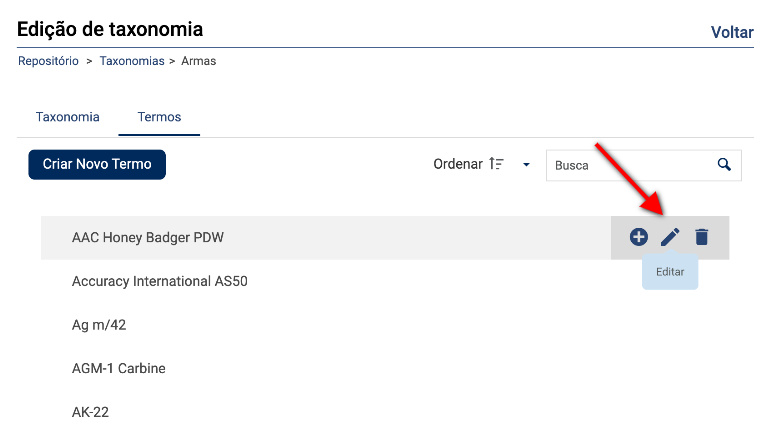 Edição de taxonomia
Voltar
Repositório > Taxonomias > Armas
Taxonomia Termos
Criar Novo Termo Ordenar Busca
AAC Honey Badger PDW
Editar
Accuracy International AS50
Ag m/42
AGM-1 Carbine
AK-22